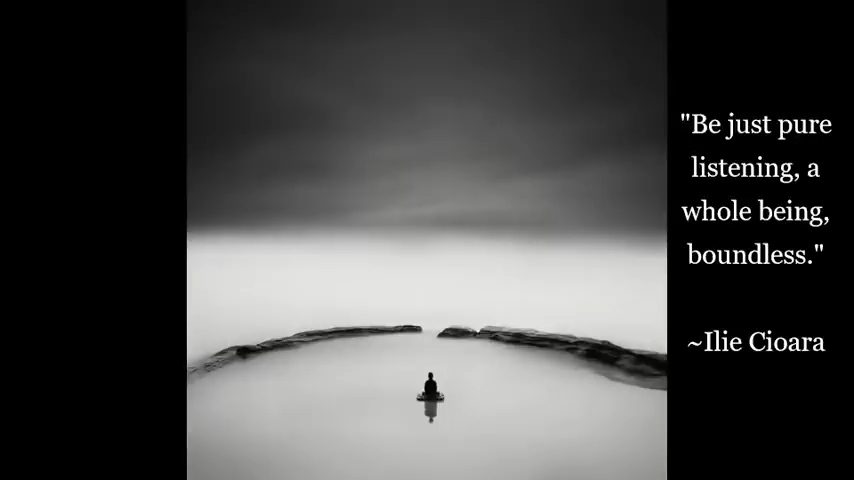 "Be just pure
listening, a
whole being,
boundless."
~Ilie Cioara